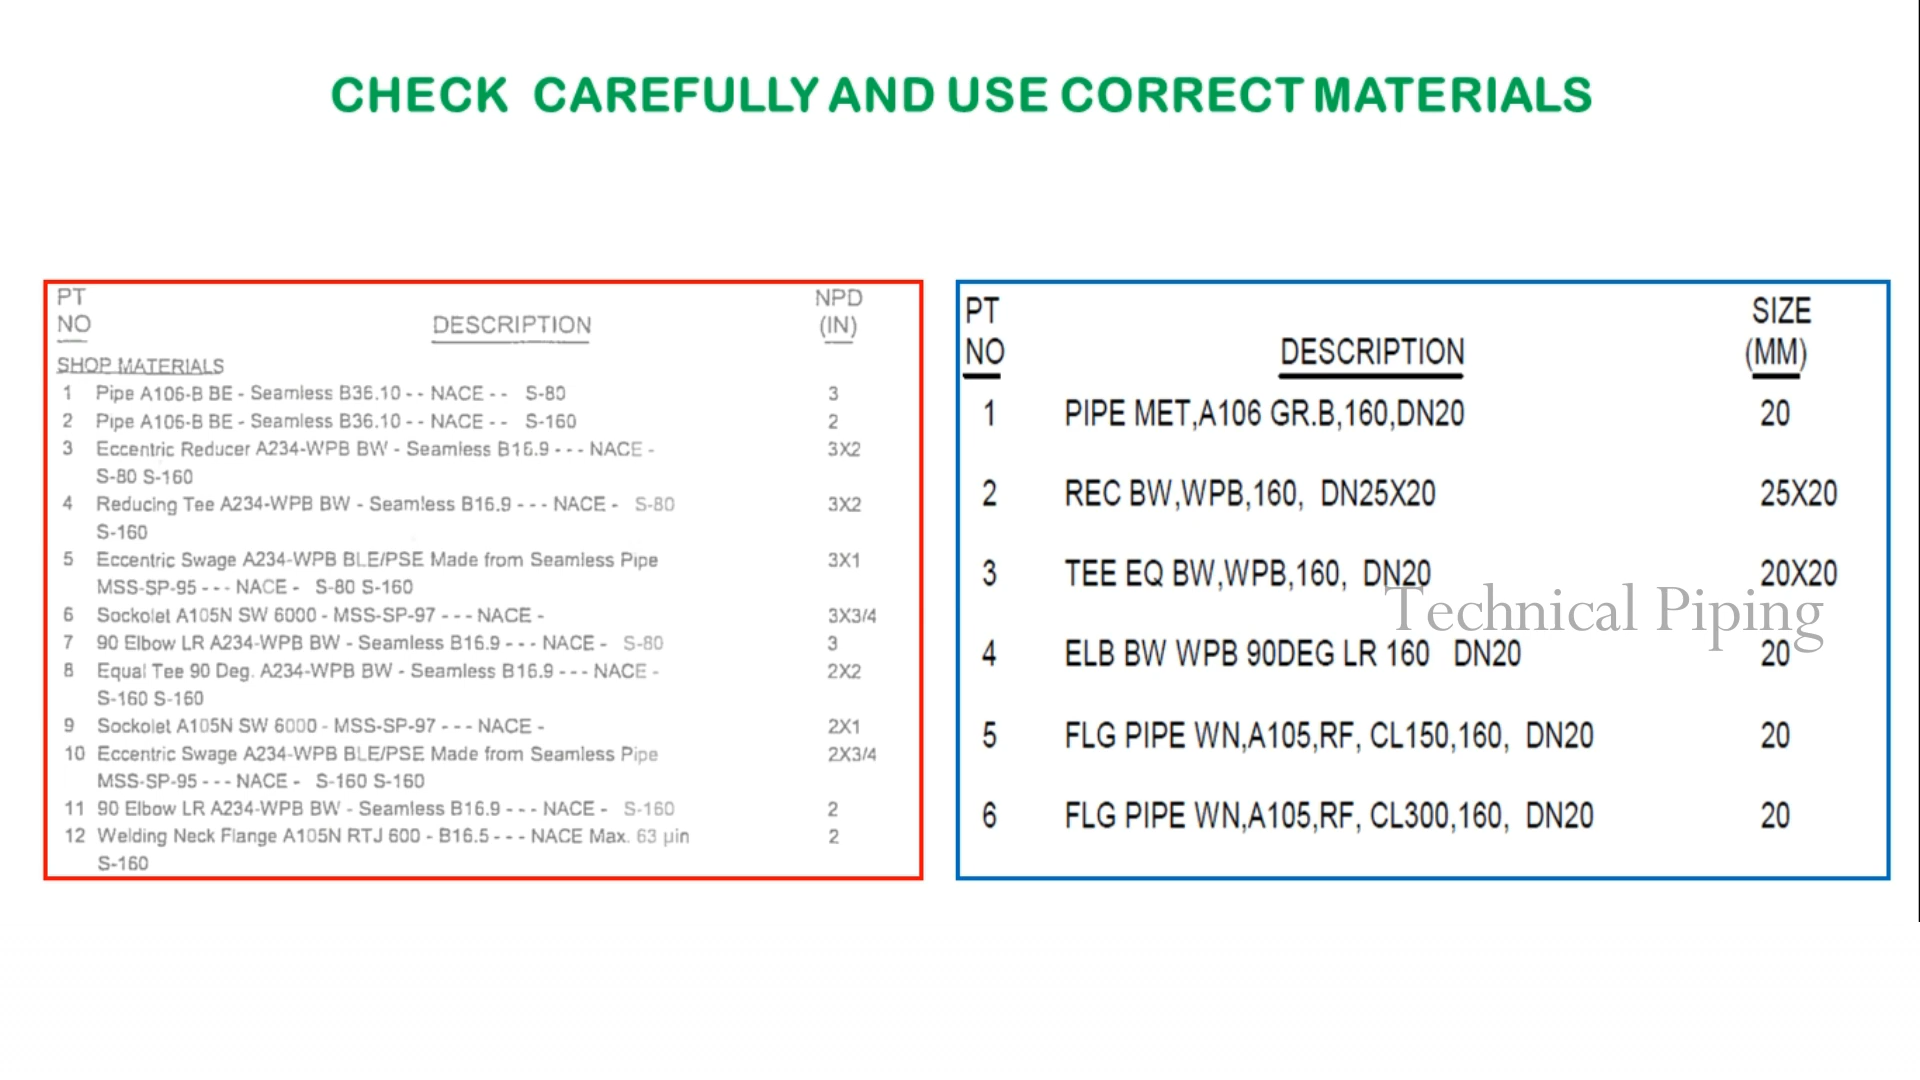 CHECK CAREFULLY AND USE CORRECT MATERIALS
PT NPD
NO DESCRIPTION (IN)
SHOP MATERIALS
1 Pipe A106-B BE - Seamless B36.10 - - NACE - - S-80 3
2 Pipe A106-B BE - Seamless B36.10 - - NACE - - S-160 2
3 Eccentric Reducer A234-WPB BW - Seamless B16.9 - - - NACE - 3X2
S-80 S-160
4 Reducing Tee A234-WPB BW - Seamless B16.9 - - - NACE - S-80 3X2
S-160
5 Eccentric Swage A234-WPB BLE/PSE Made from Seamless Pipe 3X1
MSS-SP-95 - - - NACE - S-80 S-160
6 Sockolet A105N SW 6000 - MSS-SP-97 - - - NACE - 3X3/4
7 90 Elbow LR A234-WPB BW - Seamless B16.9 - - - NACE - S-80 3
8 Equal Tee 90 Deg. A234-WPB BW - Seamless B16.9 - - - NACE - 2X2
S-160 S-160
9 Sockolet A105N SW 6000 - MSS-SP-97 - - - NACE - 2X1
10 Eccentric Swage A234-WPB BLE/PSE Made from Seamless Pipe 2X3/4
MSS-SP-95 - - - NACE - S-160 S-160
11 90 Elbow LR A234-WPB BW - Seamless B16.9 - - - NACE - S-160 2
12 Welding Neck Flange A105N RTJ 600 - B16.5 - - - NACE Max. 63 µin 2
S-160
PT SIZE
NO DESCRIPTION (MM)
1 PIPE MET,A106 GR.B,160,DN20 20
2 REC BW,WPB,160, DN25X20 25X20
3 TEE EQ BW,WPB,160, DN20 20X20
Technical Piping
4 ELB BW WPB 90DEG LR 160 DN20 20
5 FLG PIPE WN,A105,RF, CL150,160, DN20 20
6 FLG PIPE WN,A105,RF, CL300,160, DN20 20